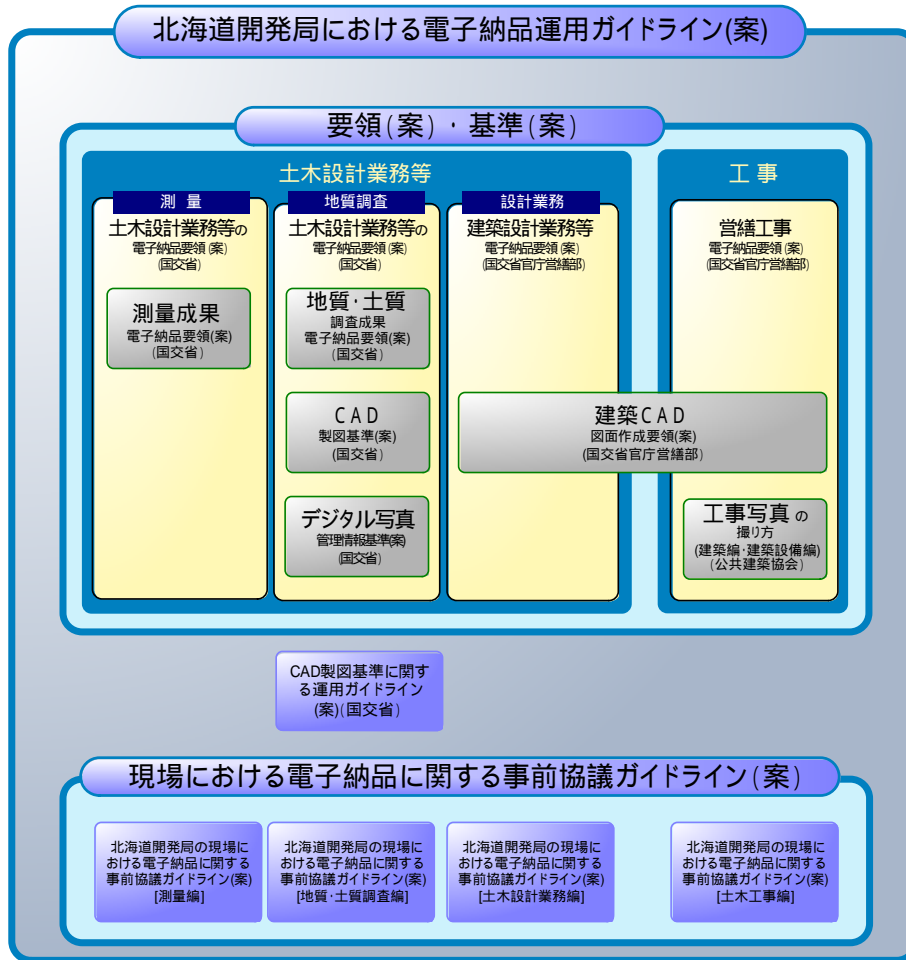 北海道開発局における電子納品運用ガイドライン(案)
要領(案)・基準(案)
土木設計業務等
測 量
土木設計業務等の
電子納品要領(案)
(国交省)
測量成果
電子納品要領(案)
(国交省)
地質調査
土木設計業務等の
電子納品要領(案)
(国交省)
地質・土質
調査成果
電子納品要領(案)
(国交省)
CAD
製図基準(案)
(国交省)
デジタル写真
管理情報基準(案)
(国交省)
設計業務
建築設計業務等
電子納品要領(案)
(国交省官庁営繕部)
工 事
営繕工事
電子納品要領(案)
(国交省官庁営繕部)
建築CAD
図面作成要領(案)
(国交省官庁営繕部)
工事写真の
撮り方
(建築編・建築設備編)
(公共建築協会)
CAD製図基準に関す
る運用ガイドライン
(案)(国交省)
現場における電子納品に関する事前協議ガイドライン(案)
北海道開発局の現場に
おける電子納品に関する
事前協議ガイドライン(案)
[測量編]
北海道開発局の現場に
おける電子納品に関する
事前協議ガイドライン(案)
[地質・土質調査編]
北海道開発局の現場に
おける電子納品に関する
事前協議ガイドライン(案)
[土木設計業務編]
北海道開発局の現場に
おける電子納品に関する
事前協議ガイドライン(案)
[土木工事編]